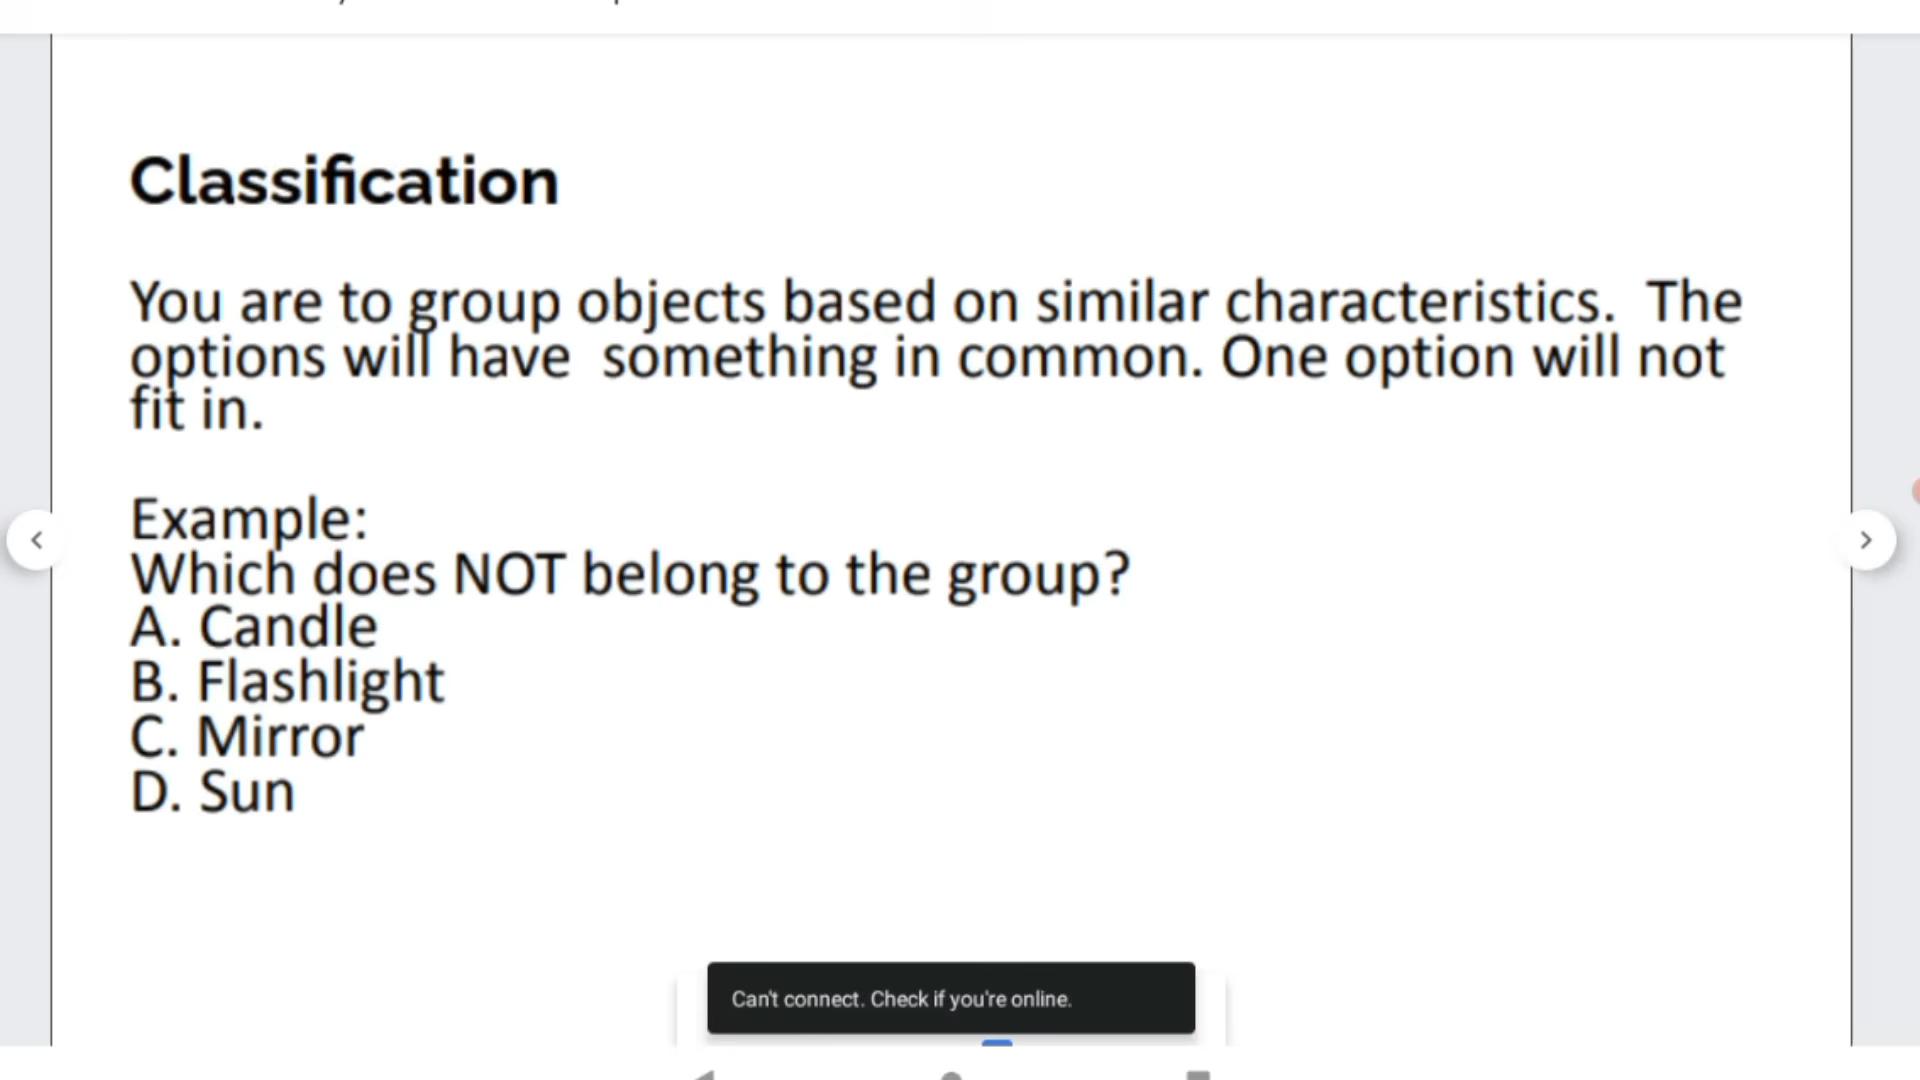 Classification
You are to group objects based on similar characteristics.  The
options will have  something in common. One option will not
fit in.
Example:
Which does NOT belong to the group?
A. Candle
B. Flashlight
C. Mirror
D. Sun
Can't connect. Check if you're online.